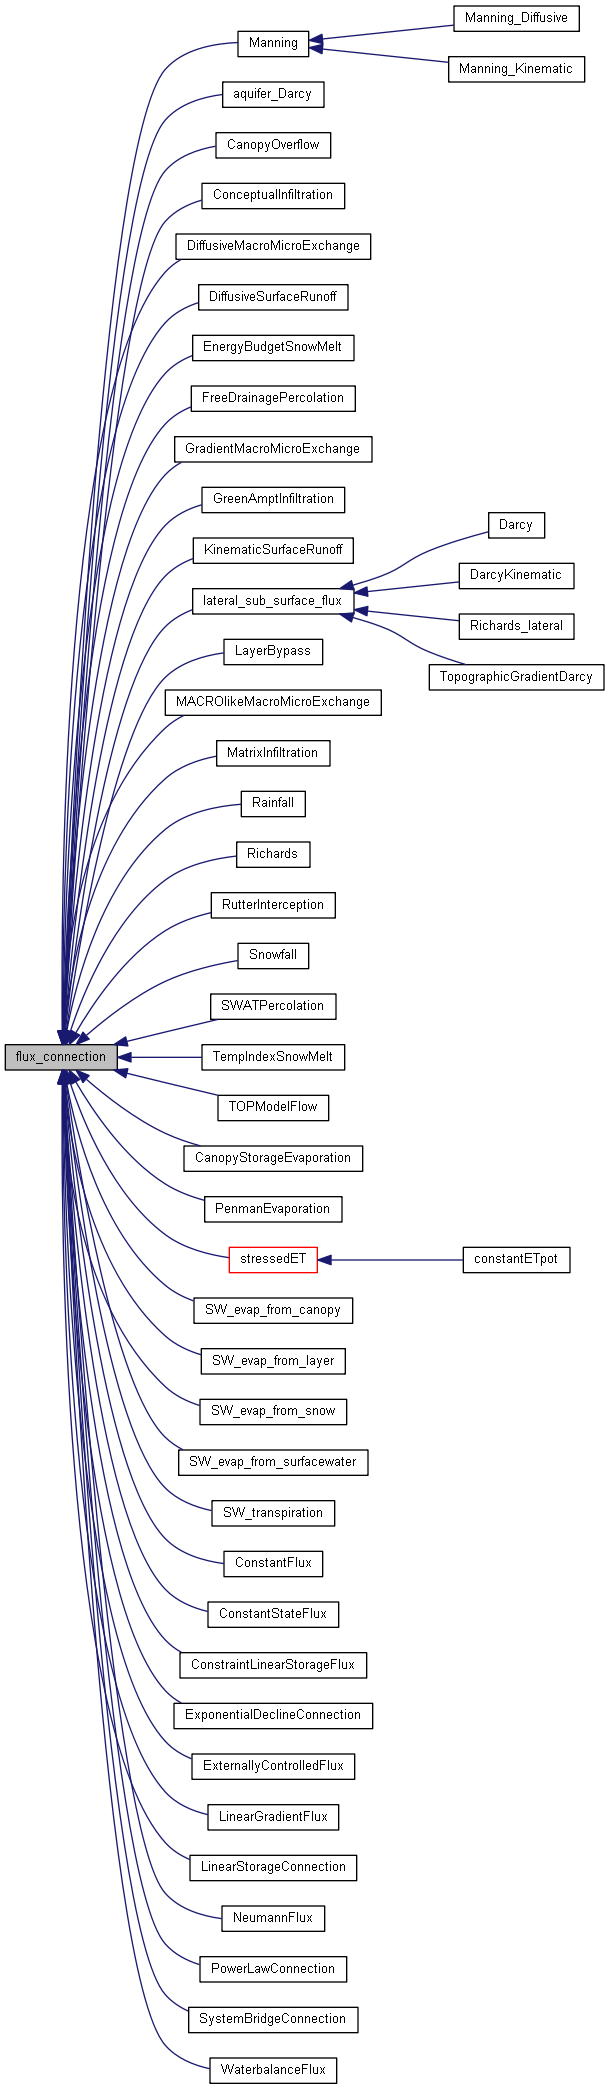 Manning_Diffusive
Manning
Manning_Kinematic
aquifer_Darcy
CanopyOverflow
ConceptualInfiltration
DiffusiveMacroMicroExchange
DiffusiveSurfaceRunoff
EnergyBudgetSnowMelt
FreeDrainagePercolation
GradientMacroMicroExchange
GreenAmptInfiltration
Darcy
KinematicSurfaceRunoff
DarcyKinematic
lateral_sub_surface_flux
Richards_lateral
LayerBypass
TopographicGradientDarcy
MACROlikeMacroMicroExchange
MatrixInfiltration
Rainfall
Richards
RutterInterception
Snowfall
SWATPercolation
flux_connection
TempIndexSnowMelt
TOPModelFlow
CanopyStorageEvaporation
PenmanEvaporation
stressedET
constantETpot
SW_evap_from_canopy
SW_evap_from_layer
SW_evap_from_snow
SW_evap_from_surfacewater
SW_transpiration
ConstantFlux
ConstantStateFlux
ConstraintLinearStorageFlux
ExponentialDeclineConnection
ExternallyControlledFlux
LinearGradientFlux
LinearStorageConnection
NeumannFlux
PowerLawConnection
SystemBridgeConnection
WaterbalanceFlux